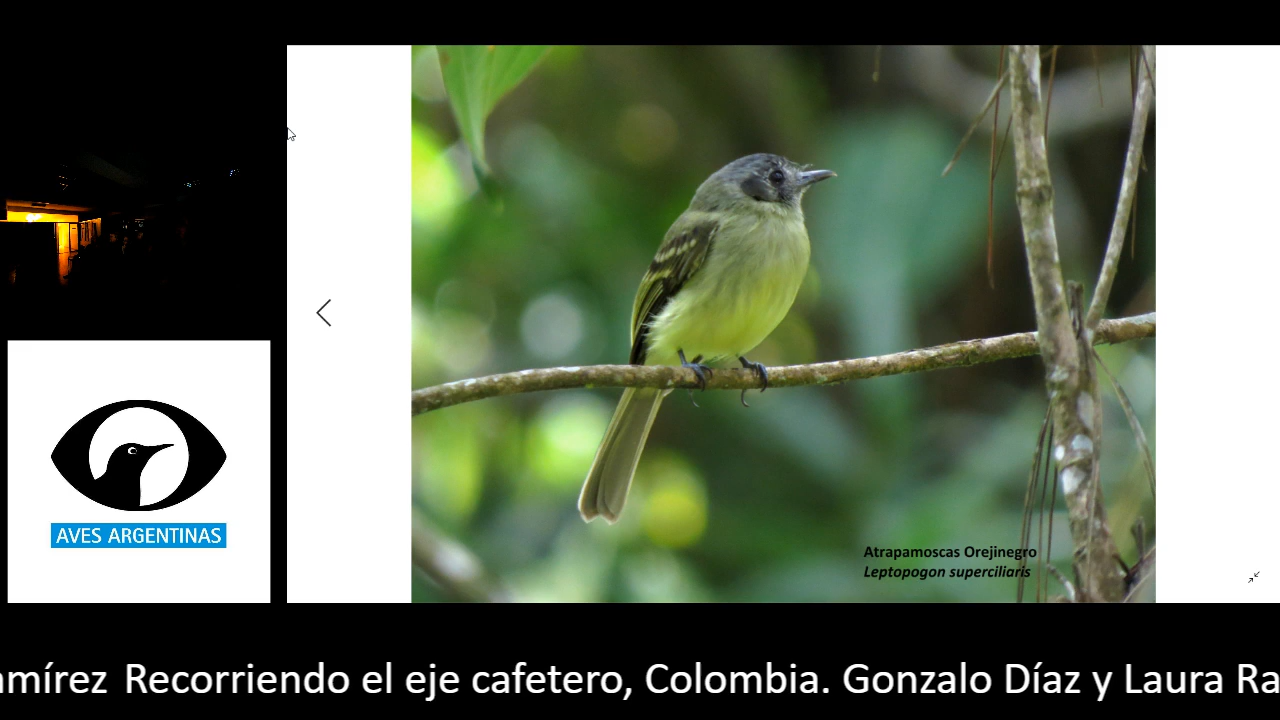 Atrapamoscas Orejinegro
Leptopogon superciliaris
AVES ARGENTINAS
amírez Recorriendo el eje cafetero, Colombia. Gonzalo Díaz y Laura Ra